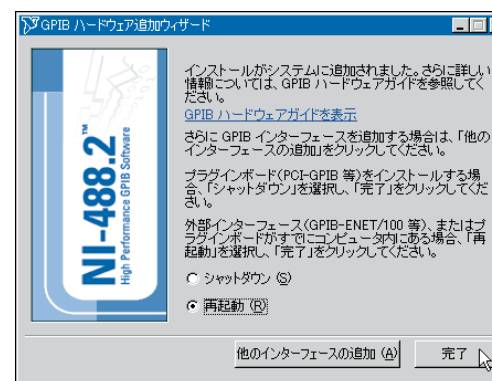 GPIB ハードウェア追加ウィザード
インストールがシステムに追加されました。さらに詳しい
情報については、GPIB ハードウェアガイドを参照してく
ださい。
GPIB ハードウェアガイドを表示
さらに GPIB インターフェースを追加する場合は、「他の
インターフェースの追加」をクリックしてください。
プラグインボード(PCI-GPIB 等)をインストールする場
合、「シャットダウン」を選択し、「完了」をクリックしてくだ
さい。
外部インターフェース(GPIB-ENET/100 等)、またはプ
ラグインボードがすでにコンピュータ内にある場合、「再
起動」を選択し、「完了」をクリックしてください。
シャットダウン (S)
再起動 (R)
NI-488.2™
High Performance GPIB Software
他のインターフェースの追加 (A)
完了